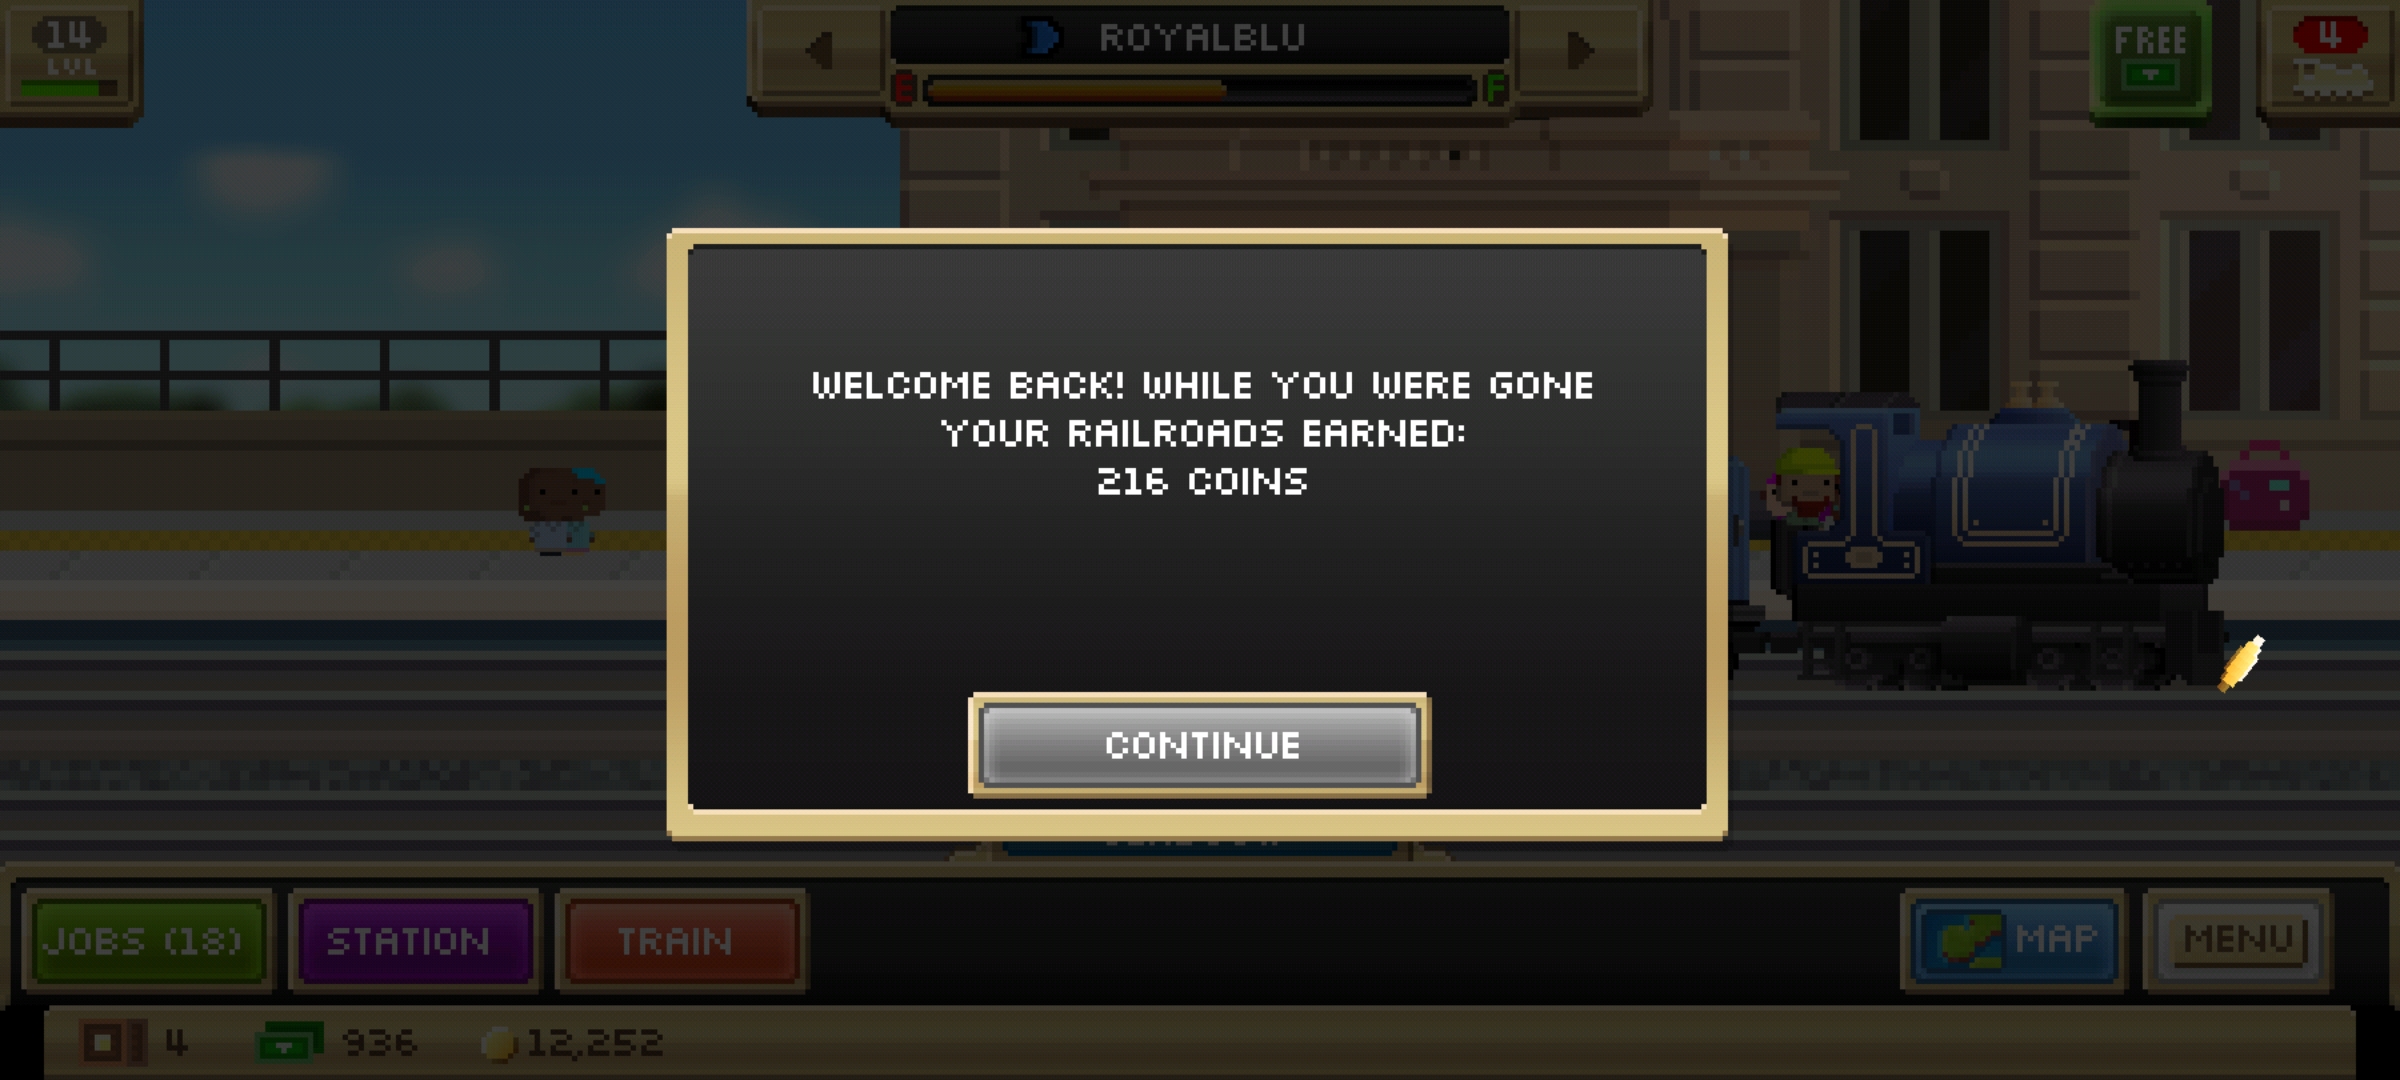 14
LVL
ROYALBLU
E
F
FREE
4
WELCOME BACK! WHILE YOU WERE GONE
YOUR RAILROADS EARNED:
216 COINS
CONTINUE
JOBS (18)
STATION
TRAIN
MAP
MENU
4
936
12,252